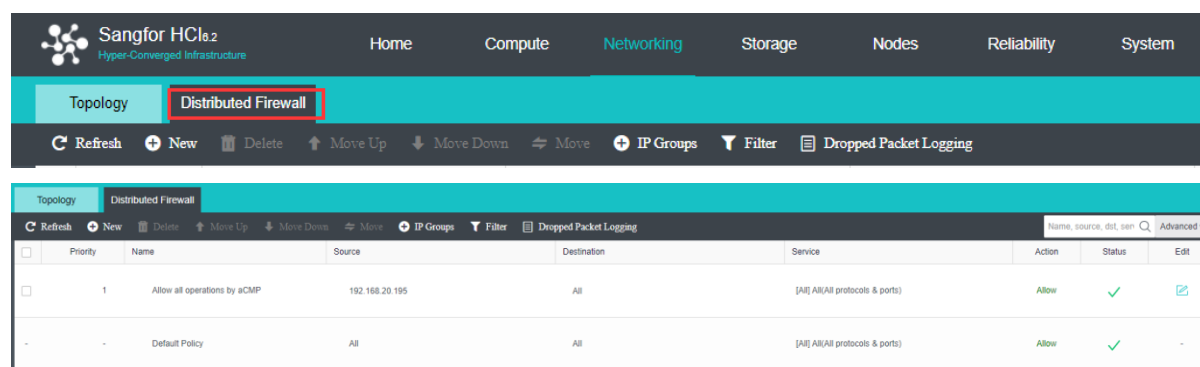 Sangfor HCI6.2
Hyper-Converged Infrastructure
Home Compute Networking Storage Nodes Reliability System
Topology Distributed Firewall
Refresh New Delete Move Up Move Down Move IP Groups Filter Dropped Packet Logging
Topology Distributed Firewall
Refresh New Delete Move Up Move Down Move IP Groups Filter Dropped Packet Logging Name, source, dst, serv Advanced
Priority Name Source Destination Service Action Status Edit
1 Allow all operations by aCMP 192.168.20.195 All [All] All(All protocols & ports) Allow
- - Default Policy All All [All] All(All protocols & ports) Allow -